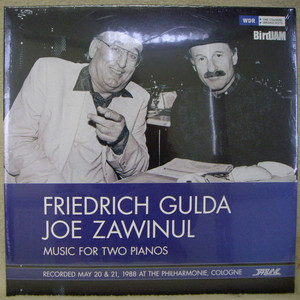 WDR
BirdJAM
FRIEDRICH GULDA
JOE ZAWINUL
MUSIC FOR TWO PIANOS
RECORDED MAY 20 & 21, 1988 AT THE PHILHARMONIE, COLOGNE